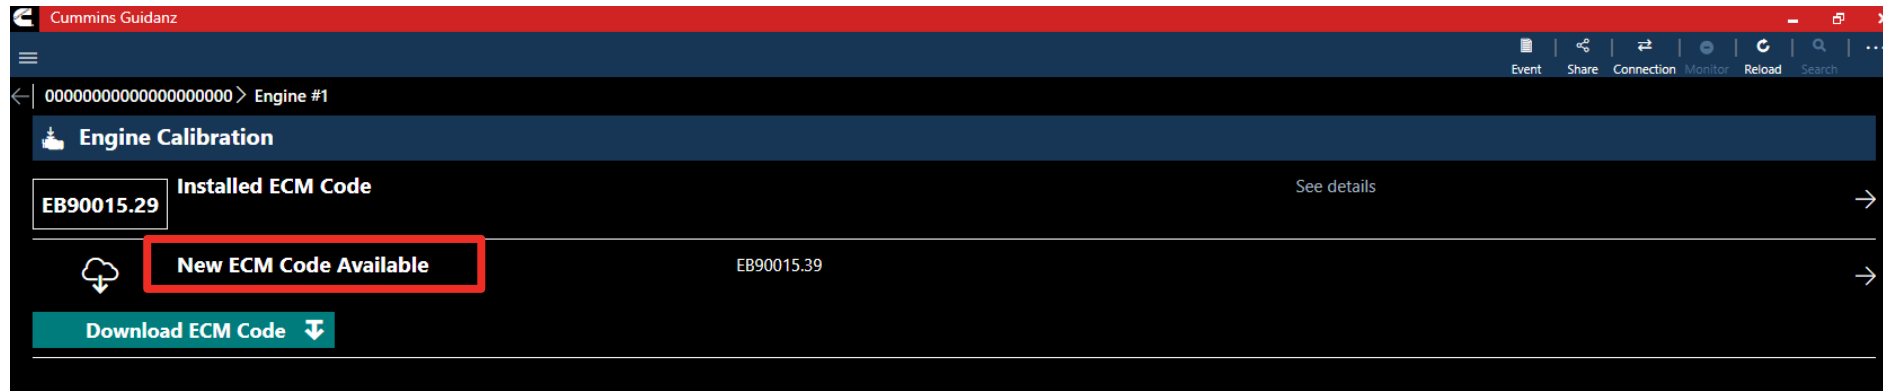 Cummins Guidanz
Event Share Connection Monitor Reload Search
00000000000000000000 > Engine #1
Engine Calibration
EB90015.29 Installed ECM Code See details
New ECM Code Available EB90015.39
Download ECM Code